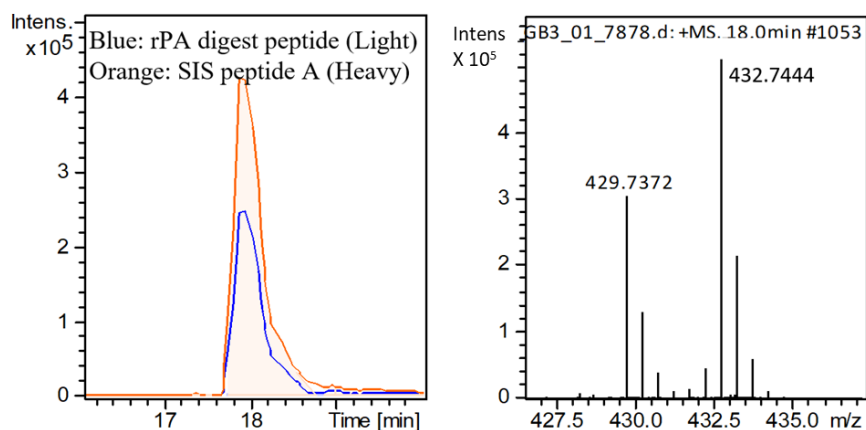 Intens.
x10⁵
Blue: rPA digest peptide (Light)
Orange: SIS peptide A (Heavy)
4
3
2
1
0
17
18
Time [min]
Intens
X 10⁵
_GB3_01_7878.d: +MS. 18.0min #1053
432.7444
429.7372
4
3
2
1
0
427.5
430.0
432.5
435.0
m/z